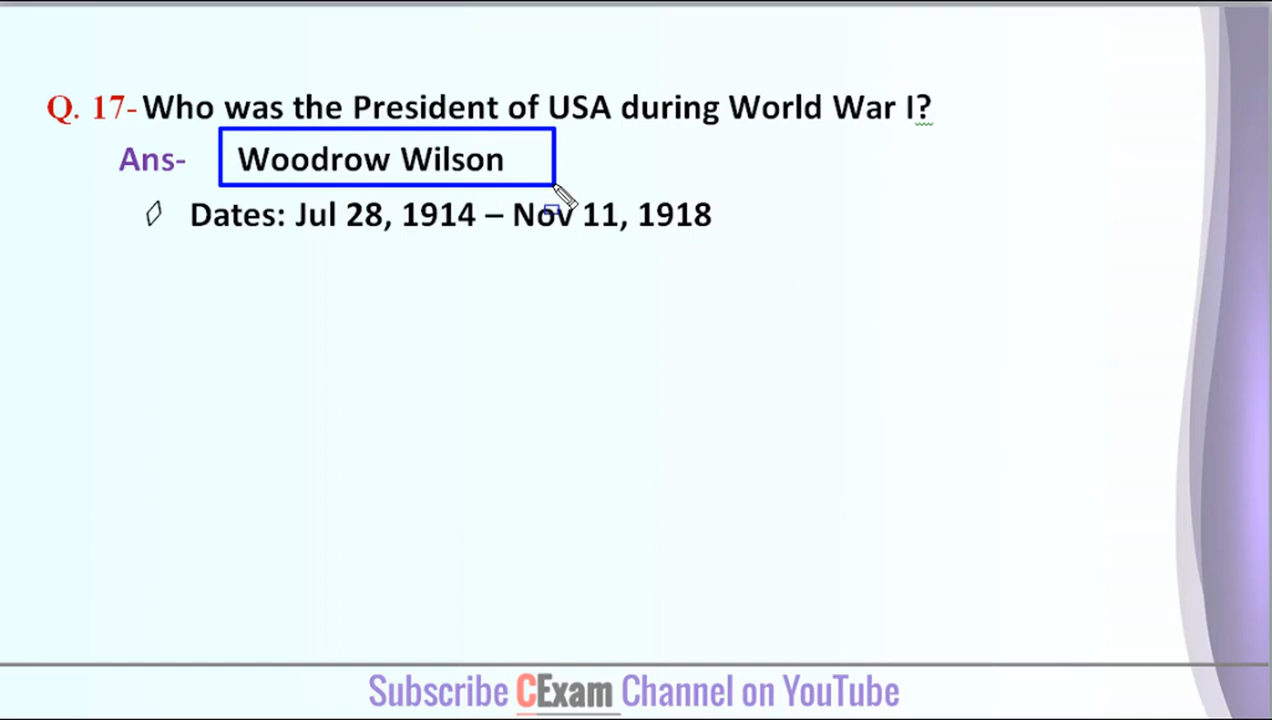 Q. 17- Who was the President of USA during World War I?
Ans- Woodrow Wilson
◊ Dates: Jul 28, 1914 – Nov 11, 1918
Subscribe CExam Channel on YouTube